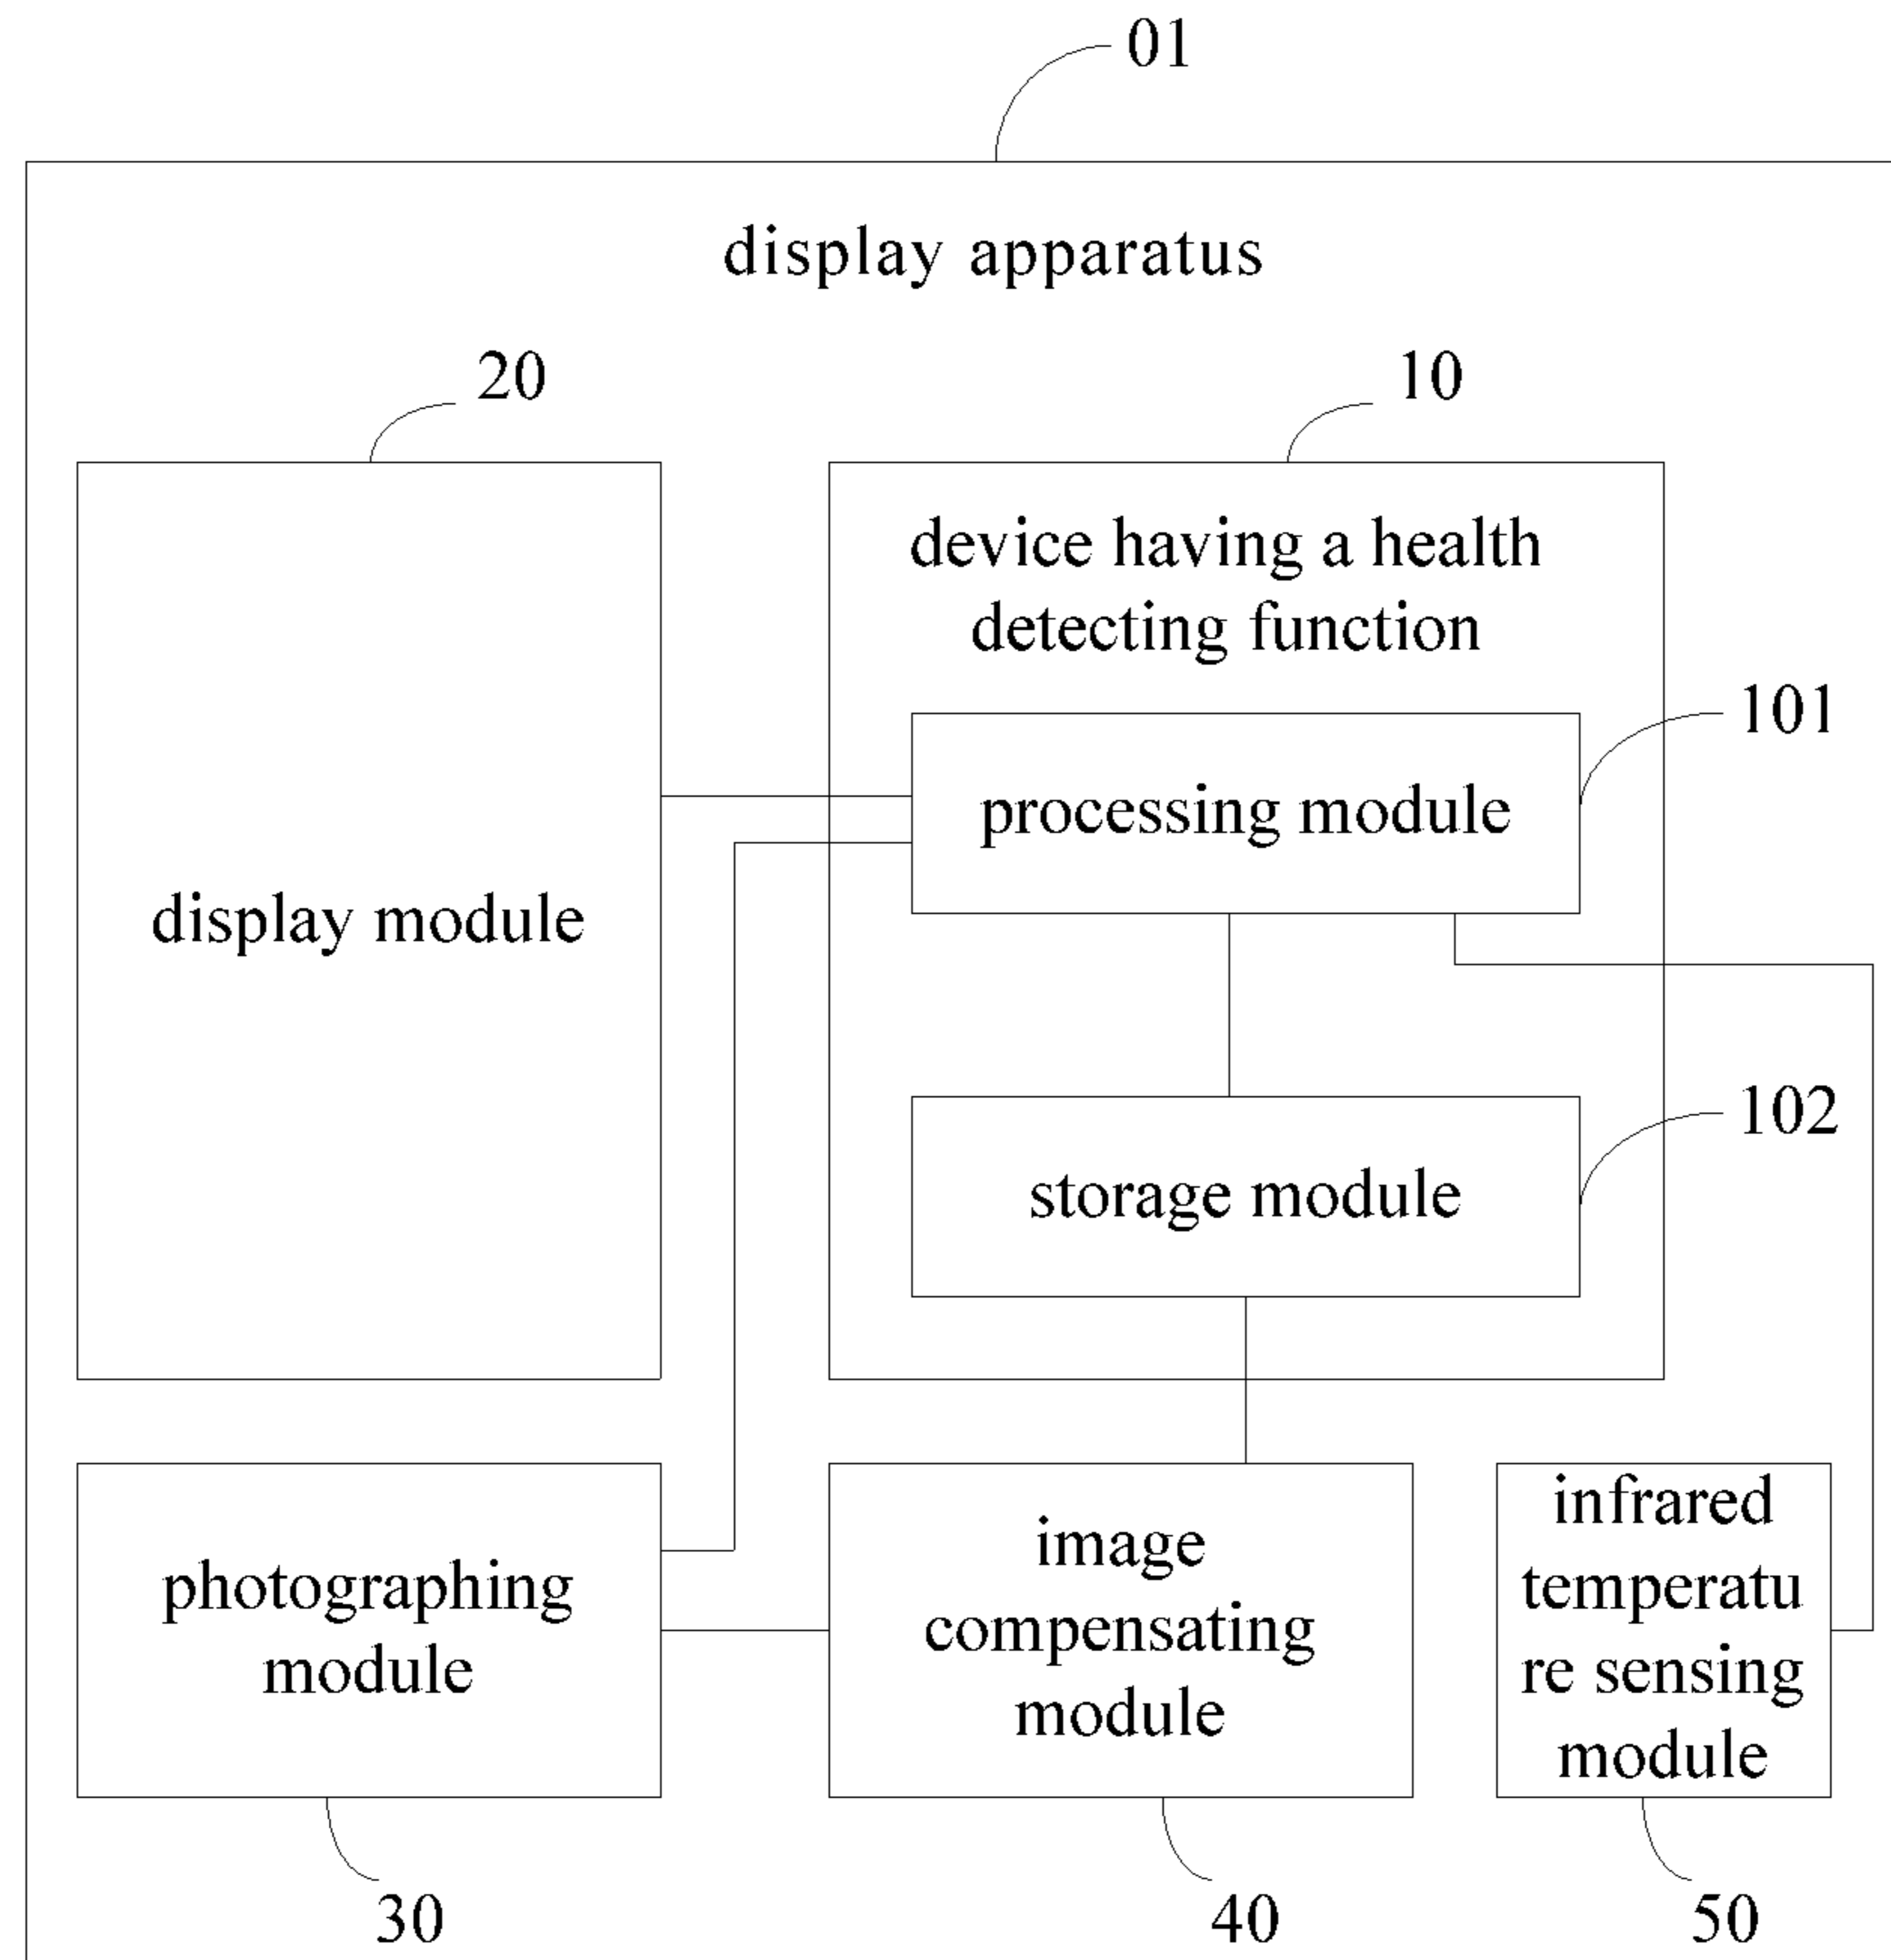 01
display apparatus
20
10
device having a health
detecting function
101
processing module
display module
102
storage module
photographing
module
image
compensating
module
infrared
temperatu
re sensing
module
30
40
50